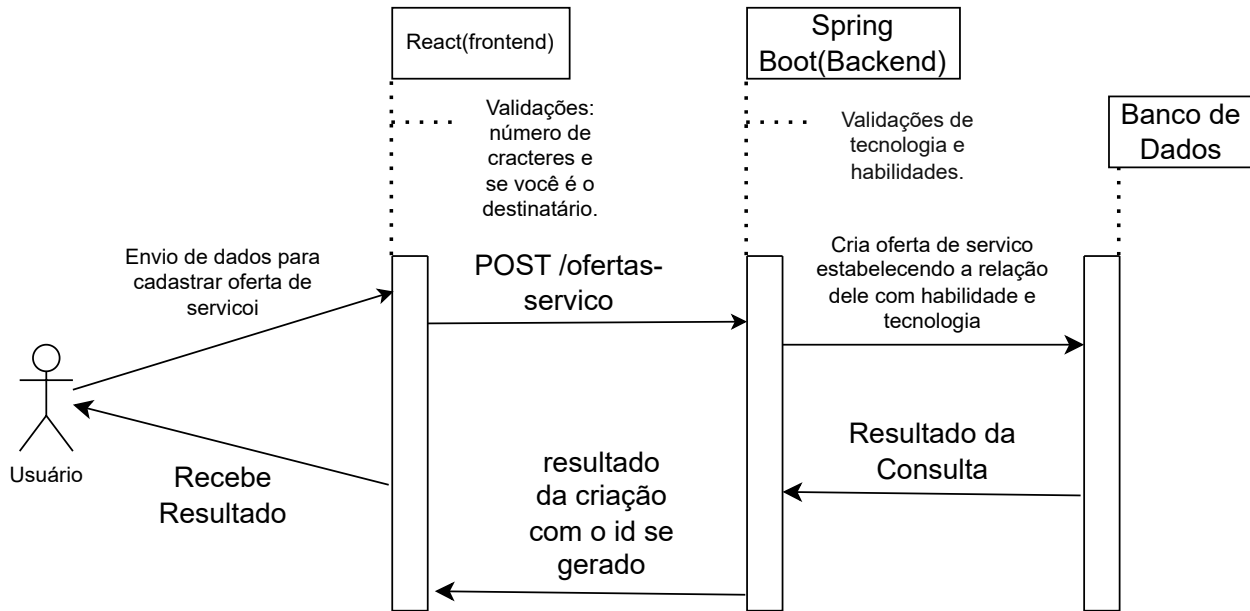 React(frontend)
Spring
Boot(Backend)
Banco de
Dados
Validações:
número de
cracteres e
se você é o
destinatário.
Validações de
tecnologia e
habilidades.
Envio de dados para
cadastrar oferta de
servicoi
POST /ofertas-
servico
Cria oferta de servico
estabelecendo a relação
dele com habilidade e
tecnologia
Usuário
Recebe
Resultado
resultado
da criação
com o id se
gerado
Resultado da
Consulta